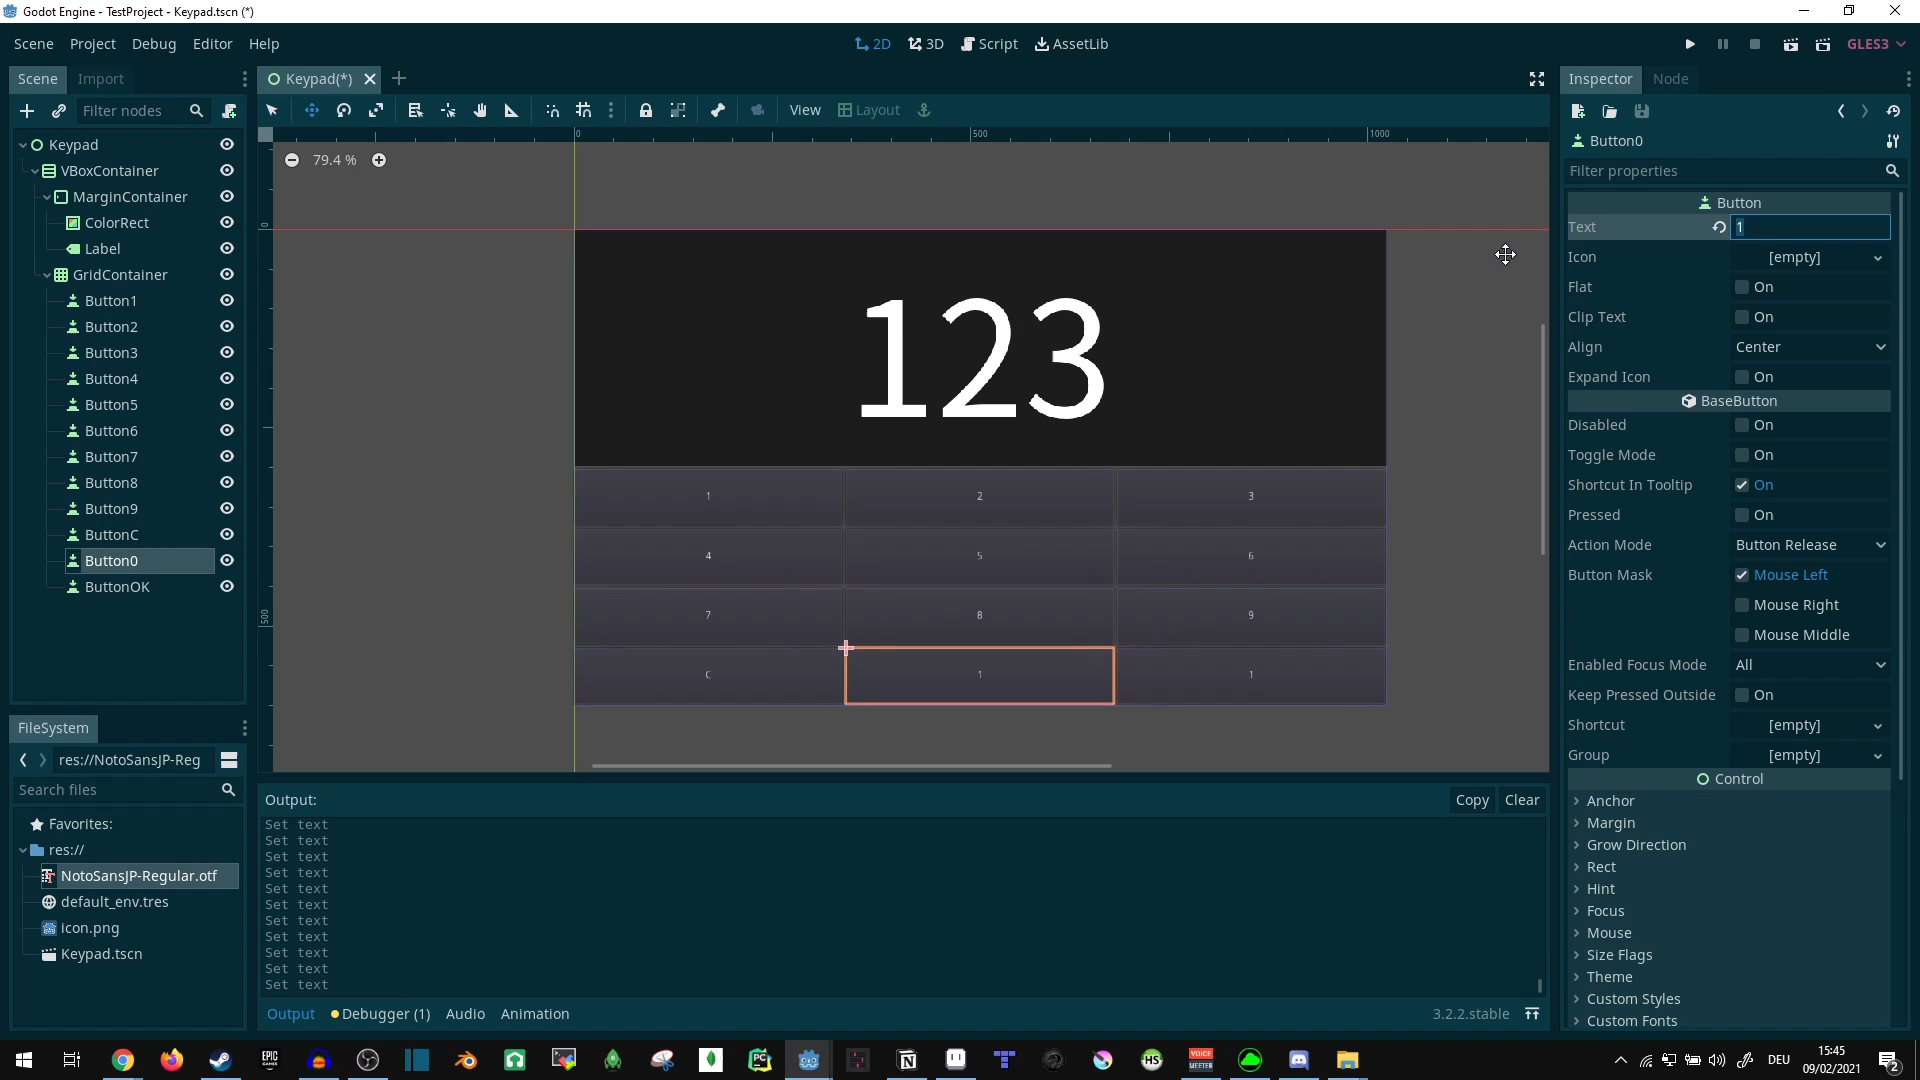 Godot Engine - TestProject - Keypad.tscn (*)
Scene Project Debug Editor Help
2D 3D Script AssetLib
GLES3
Scene Import
Keypad(*)
Inspector Node
Filter nodes
View Layout
0 500 1000
Keypad
Button0
79.4 %
VBoxContainer
Filter properties
MarginContainer
Button
ColorRect
Text 1
Label
Icon [empty]
GridContainer
Flat On
Button1
Clip Text On
Button2
Align Center
Button3
Expand Icon On
Button4
BaseButton
Button5
Disabled On
Button6
Toggle Mode On
Button7
Shortcut In Tooltip On
Button8
Pressed On
Button9
Action Mode Button Release
ButtonC
Button Mask Mouse Left
Button0
Mouse Right
ButtonOK
Mouse Middle
Enabled Focus Mode All
Keep Pressed Outside On
Shortcut [empty]
Group [empty]
Control
Anchor
Margin
Grow Direction
Rect
Hint
Focus
Mouse
Size Flags
Theme
Custom Styles
Custom Fonts
0
500
123
1 2 3
4 5 6
7 8 9
C 1 1
FileSystem
res://NotoSansJP-Reg
Search files
Favorites:
res://
NotoSansJP-Regular.otf
default_env.tres
icon.png
Keypad.tscn
Output:
Copy Clear
Set text
Set text
Set text
Set text
Set text
Set text
Set text
Set text
Set text
Set text
Set text
Output Debugger (1) Audio Animation
3.2.2.stable
EPIC GAMES
PC
HS
VOICE MEETER
DEU
15:45
09/02/2021
2